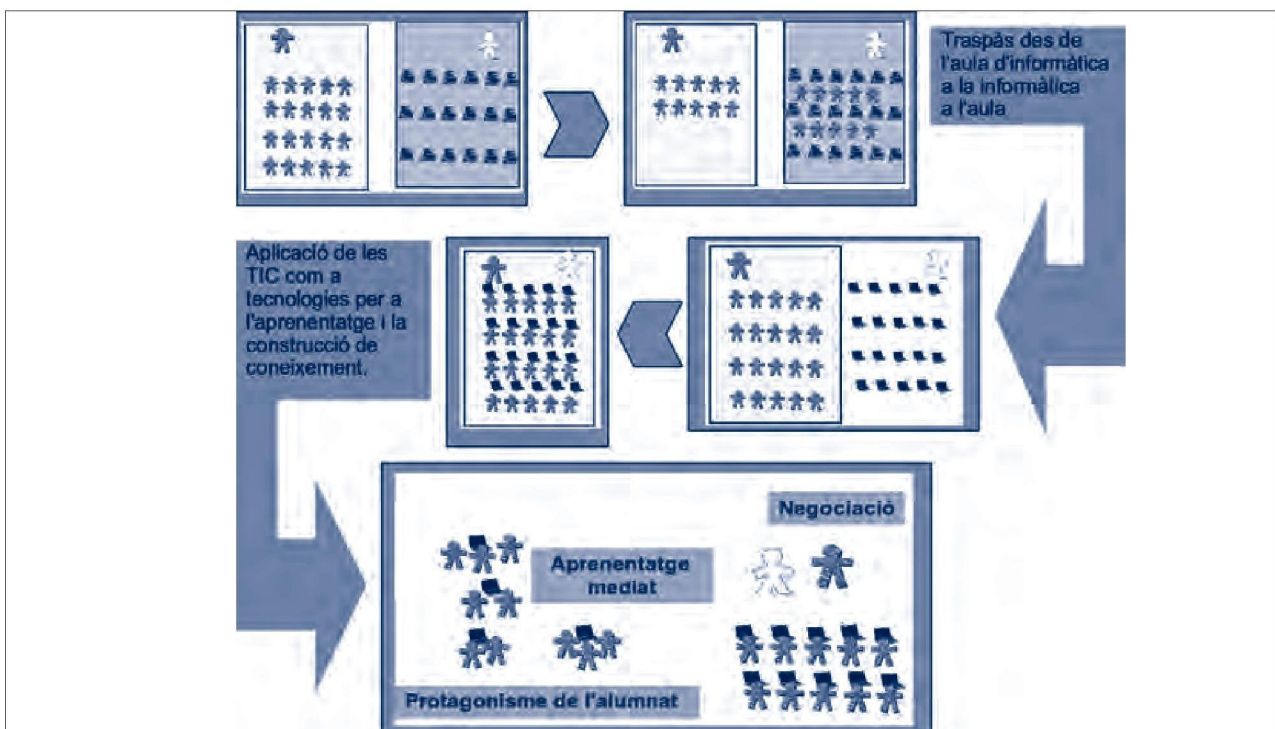 Traspàs des de
l'aula d'informàtica
a la informàtica
a l'aula
Aplicació de les
TIC com a
tecnologies per a
l'aprenentatge i la
construcció de
coneixement.
Negociació
Aprenentatge
mediat
Protagonisme de l'alumnat